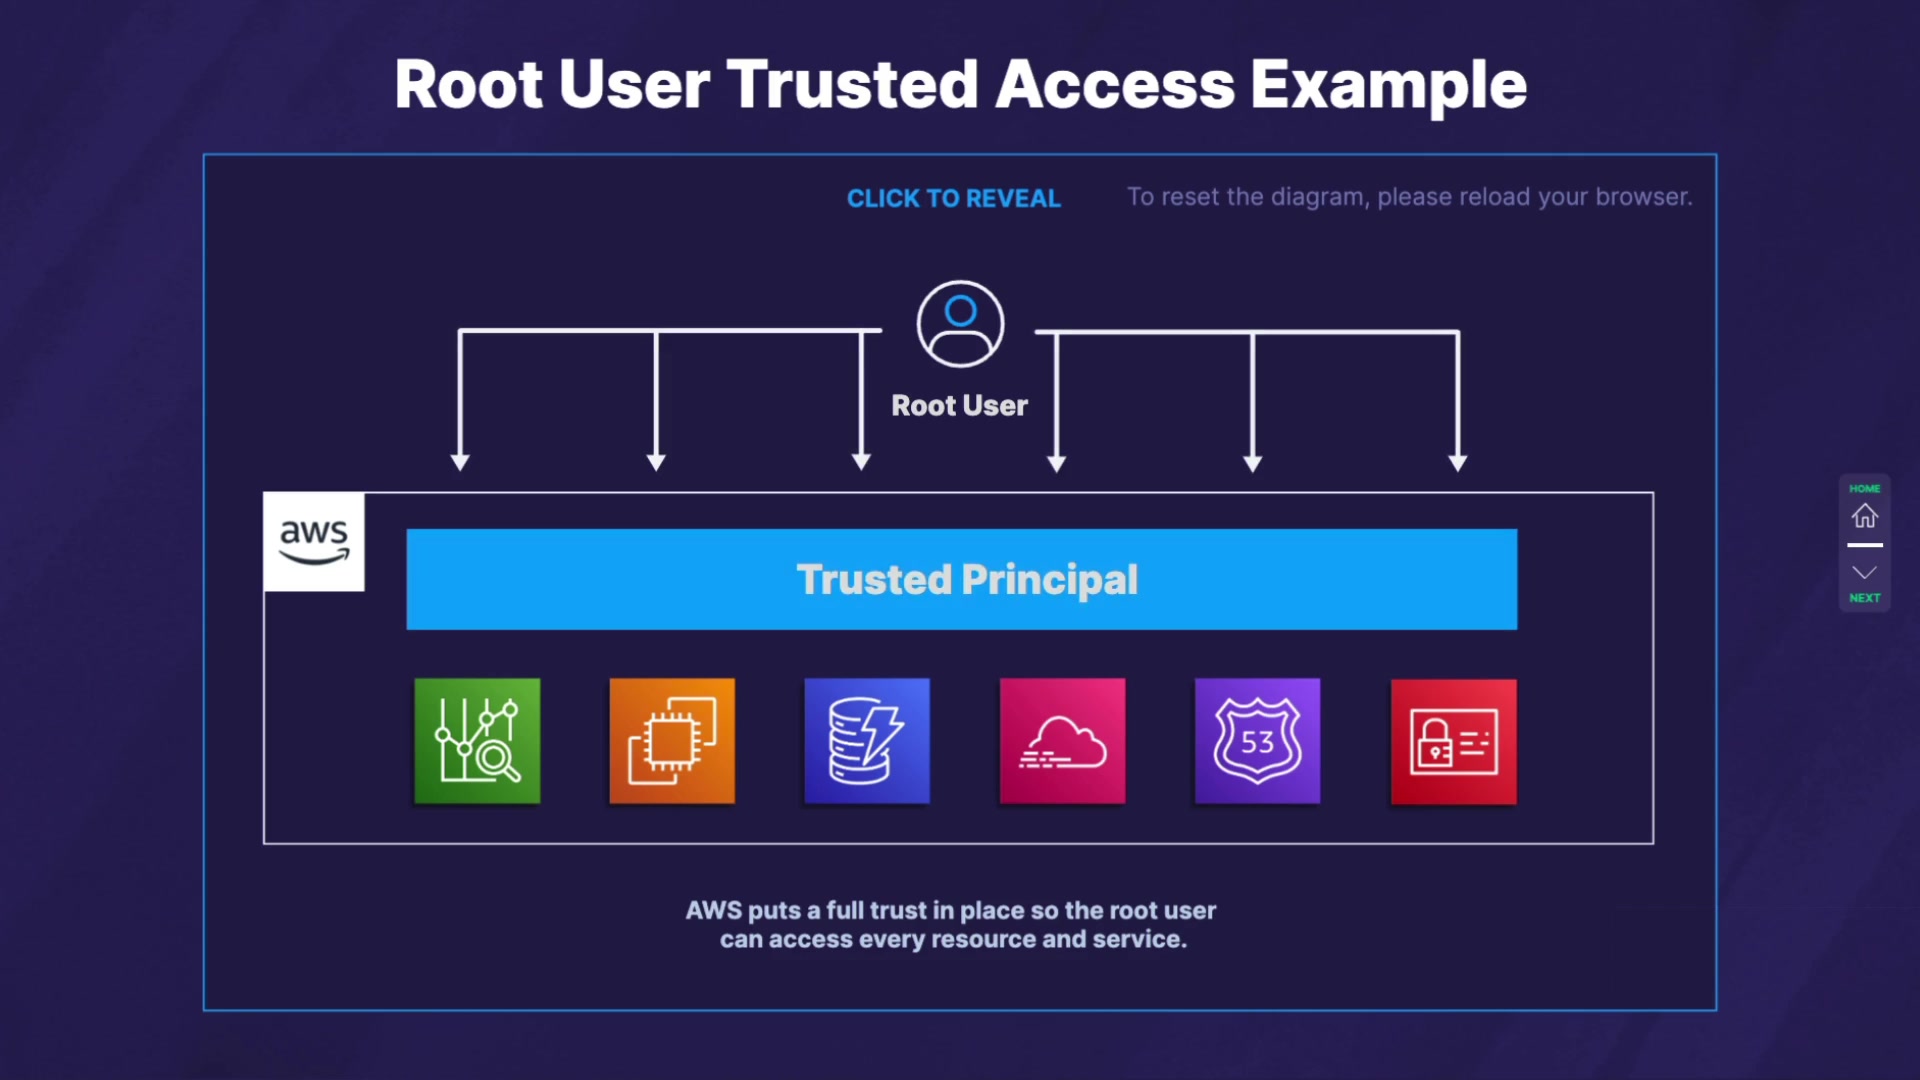 Root User Trusted Access Example
CLICK TO REVEAL
To reset the diagram, please reload your browser.
Root User
HOME
NEXT
aws
Trusted Principal
53
AWS puts a full trust in place so the root user
can access every resource and service.